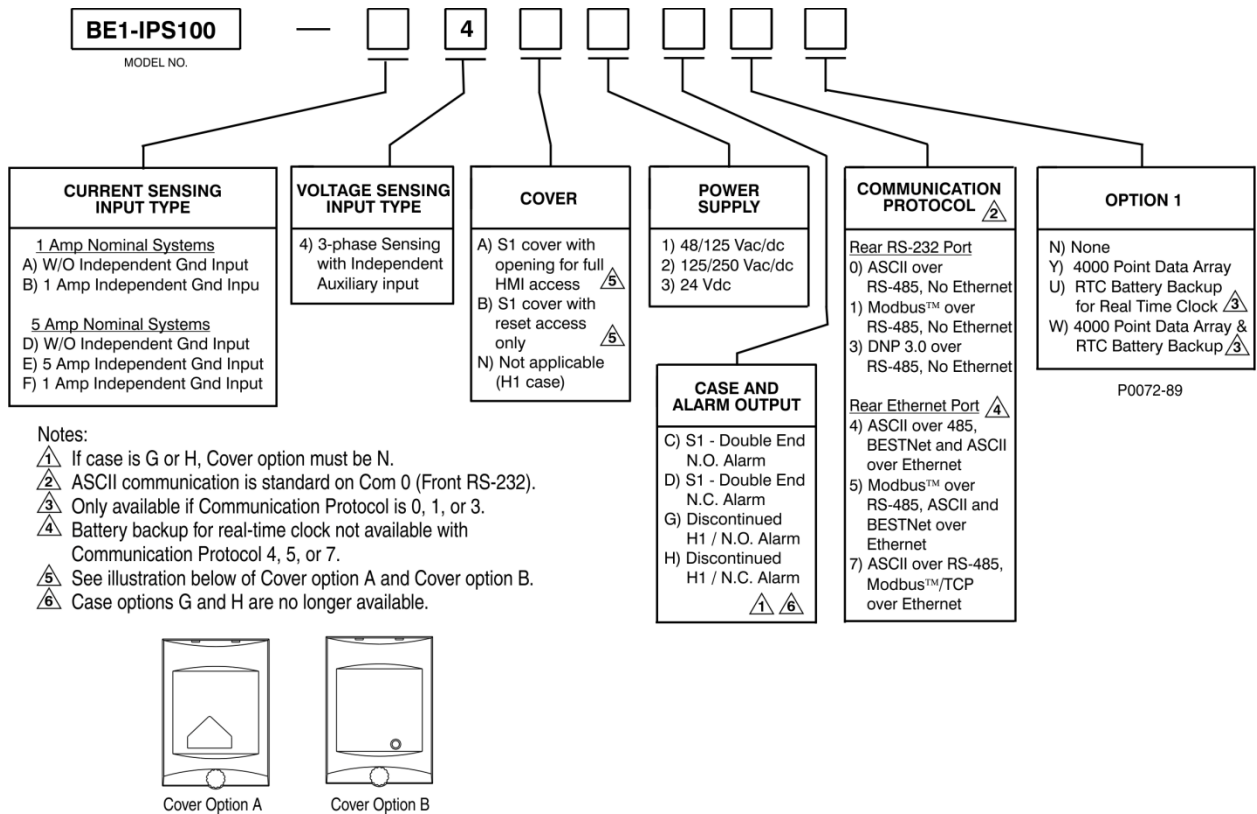 BE1-IPS100 — 4
MODEL NO.
CURRENT SENSING
INPUT TYPE
1 Amp Nominal Systems
A) W/O Independent Gnd Input
B) 1 Amp Independent Gnd Inpu
5 Amp Nominal Systems
D) W/O Independent Gnd Input
E) 5 Amp Independent Gnd Input
F) 1 Amp Independent Gnd Input
VOLTAGE SENSING
INPUT TYPE
4) 3-phase Sensing
with Independent
Auxiliary input
COVER
A) S1 cover with
opening for full
HMI access 5
B) S1 cover with
reset access
only 5
N) Not applicable
(H1 case)
POWER
SUPPLY
1) 48/125 Vac/dc
2) 125/250 Vac/dc
3) 24 Vdc
CASE AND
ALARM OUTPUT
C) S1 - Double End
N.O. Alarm
D) S1 - Double End
N.C. Alarm
G) Discontinued
H1 / N.O. Alarm
H) Discontinued
H1 / N.C. Alarm
1 6
COMMUNICATION
PROTOCOL 2
Rear RS-232 Port
0) ASCII over
RS-485, No Ethernet
1) Modbus™ over
RS-485, No Ethernet
3) DNP 3.0 over
RS-485, No Ethernet
Rear Ethernet Port 4
4) ASCII over 485,
BESTNet and ASCII
over Ethernet
5) Modbus™ over
RS-485, ASCII and
BESTNet over
Ethernet
7) ASCII over RS-485,
Modbus™/TCP
over Ethernet
OPTION 1
N) None
Y) 4000 Point Data Array
U) RTC Battery Backup
for Real Time Clock 3
W) 4000 Point Data Array &
RTC Battery Backup 3
P0072-89
Notes:
1 If case is G or H, Cover option must be N.
2 ASCII communication is standard on Com 0 (Front RS-232).
3 Only available if Communication Protocol is 0, 1, or 3.
4 Battery backup for real-time clock not available with
Communication Protocol 4, 5, or 7.
5 See illustration below of Cover option A and Cover option B.
6 Case options G and H are no longer available.
Cover Option A
Cover Option B